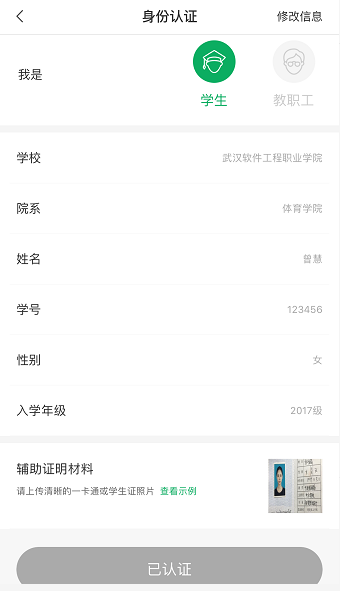 身份认证
修改信息
我是
学生
教职工
学校
武汉软件工程职业学院
院系
体育学院
姓名
曾慧
学号
123456
性别
女
入学年级
2017级
辅助证明材料
请上传清晰的一卡通或学生证照片 查看示例
已认证